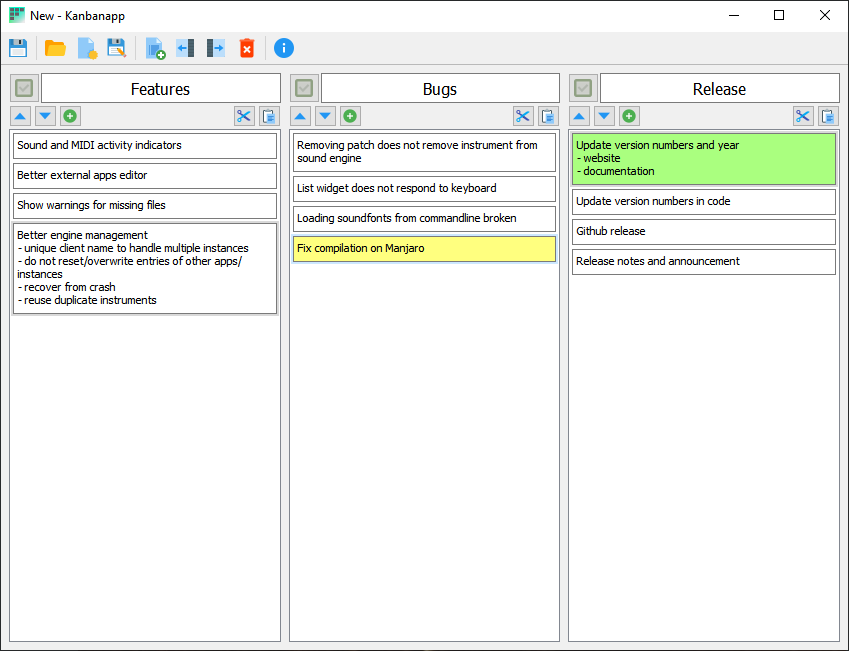 New - Kanbanapp
Features
Bugs
Release
Sound and MIDI activity indicators
Better external apps editor
Show warnings for missing files
Better engine management
- unique client name to handle multiple instances
- do not reset/overwrite entries of other apps/
instances
- recover from crash
- reuse duplicate instruments
Removing patch does not remove instrument from
sound engine
List widget does not respond to keyboard
Loading soundfonts from commandline broken
Fix compilation on Manjaro
Update version numbers and year
- website
- documentation
Update version numbers in code
Github release
Release notes and announcement